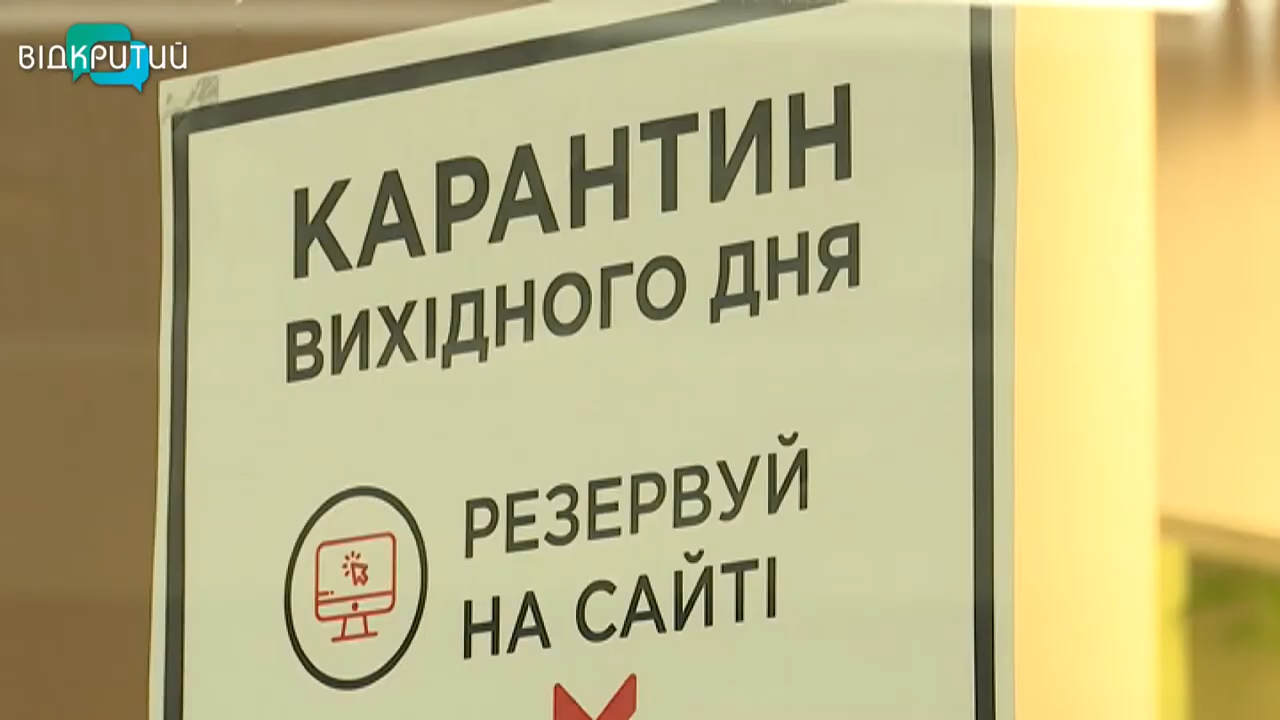 ВІДКРИТИЙ
КАРАНТИН
ВИХІДНОГО ДНЯ
РЕЗЕРВУЙ
НА САЙТІ